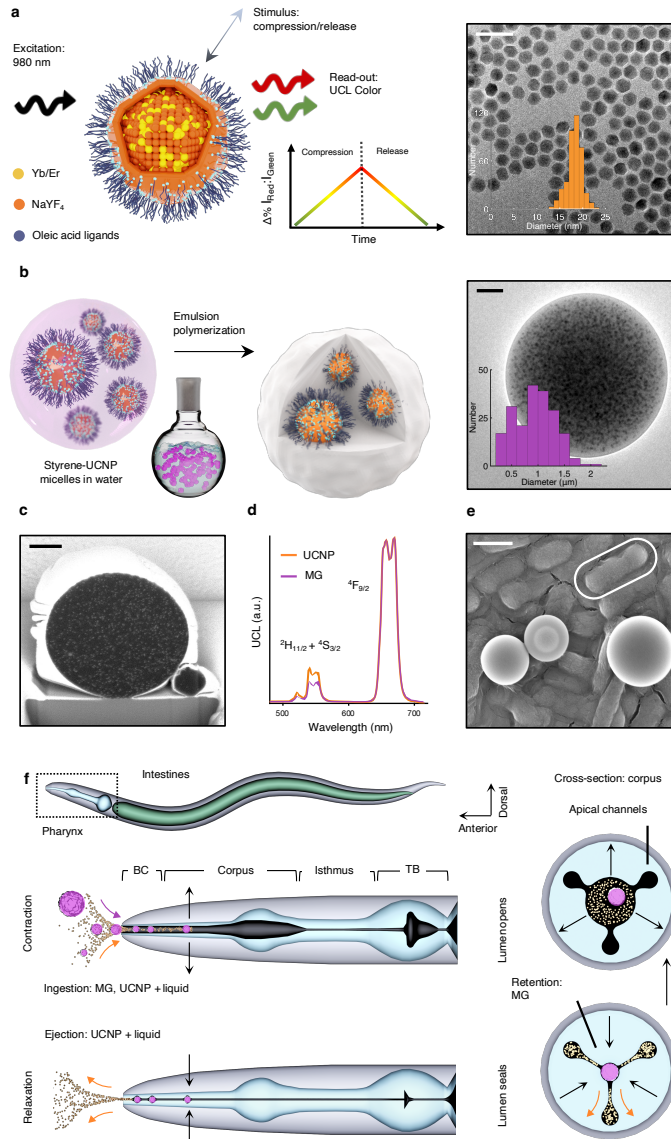 a
Stimulus:
compression/release
Excitation:
980 nm
Read-out:
UCL Color
Yb/Er
NaYF4
Oleic acid ligands
Compression
Release
Δ% IRed:IGreen
Time
Number
120
60
0
0
5
10
15
20
25
Diameter (nm)
b
Emulsion
polymerization
Styrene-UCNP
micelles in water
Number
50
25
0
0.5
1
1.5
2
Diameter (µm)
c
d
UCNP
MG
4F9/2
2H11/2 + 4S3/2
UCL (a.u.)
500
600
700
Wavelength (nm)
e
f
Intestines
Pharynx
Dorsal
Anterior
Cross-section: corpus
Apical channels
BC
Corpus
Isthmus
TB
Contraction
Lumen opens
Ingestion: MG, UCNP + liquid
Retention:
MG
Ejection: UCNP + liquid
Relaxation
Lumen seals